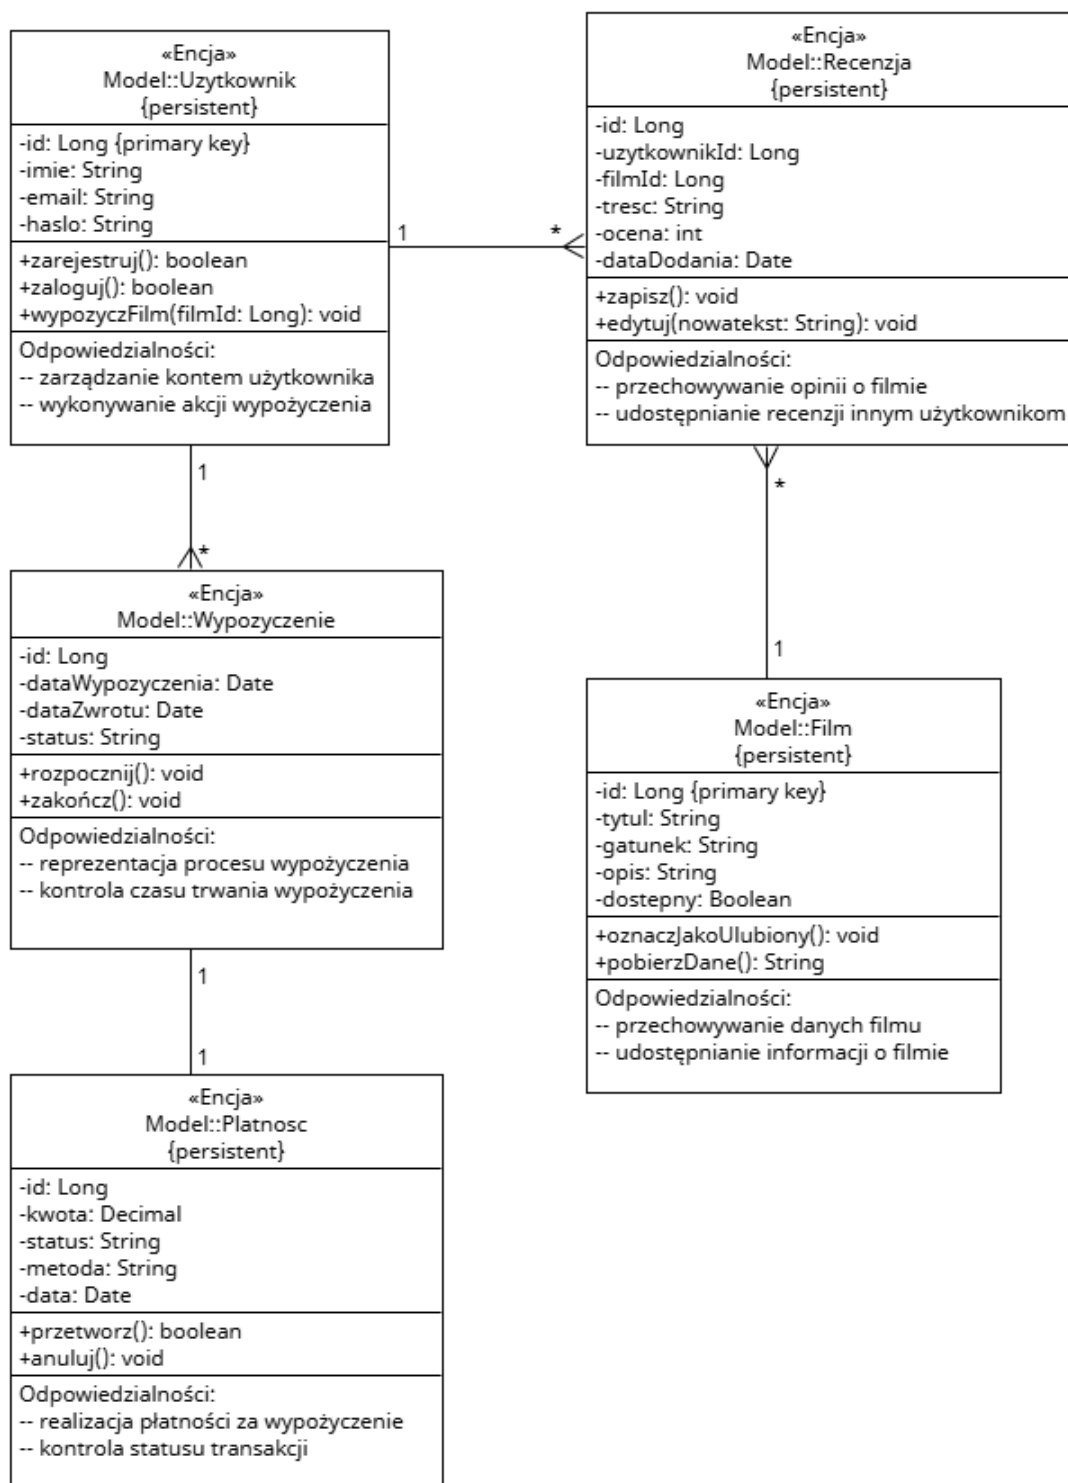 «Encja»
Model::Uzytkownik
{persistent}
-id: Long {primary key}
-imie: String
-email: String
-haslo: String
+zarejestruj(): boolean
+zaloguj(): boolean
+wypozyczFilm(filmId: Long): void
Odpowiedzialności:
-- zarządzanie kontem użytkownika
-- wykonywanie akcji wypożyczenia
1
*
«Encja»
Model::Recenzja
{persistent}
-id: Long
-uzytkownikId: Long
-filmId: Long
-tresc: String
-ocena: int
-dataDodania: Date
+zapisz(): void
+edytuj(nowatekst: String): void
Odpowiedzialności:
-- przechowywanie opinii o filmie
-- udostępnianie recenzji innym użytkownikom
1
*
«Encja»
Model::Wypozyczenie
-id: Long
-dataWypozyczenia: Date
-dataZwrotu: Date
-status: String
+rozpocznij(): void
+zakończ(): void
Odpowiedzialności:
-- reprezentacja procesu wypożyczenia
-- kontrola czasu trwania wypożyczenia
*
1
«Encja»
Model::Film
{persistent}
-id: Long {primary key}
-tytul: String
-gatunek: String
-opis: String
-dostepny: Boolean
+oznaczJakoUlubiony(): void
+pobierzDane(): String
Odpowiedzialności:
-- przechowywanie danych filmu
-- udostępnianie informacji o filmie
1
1
«Encja»
Model::Platnosc
{persistent}
-id: Long
-kwota: Decimal
-status: String
-metoda: String
-data: Date
+przetworz(): boolean
+anuluj(): void
Odpowiedzialności:
-- realizacja płatności za wypożyczenie
-- kontrola statusu transakcji